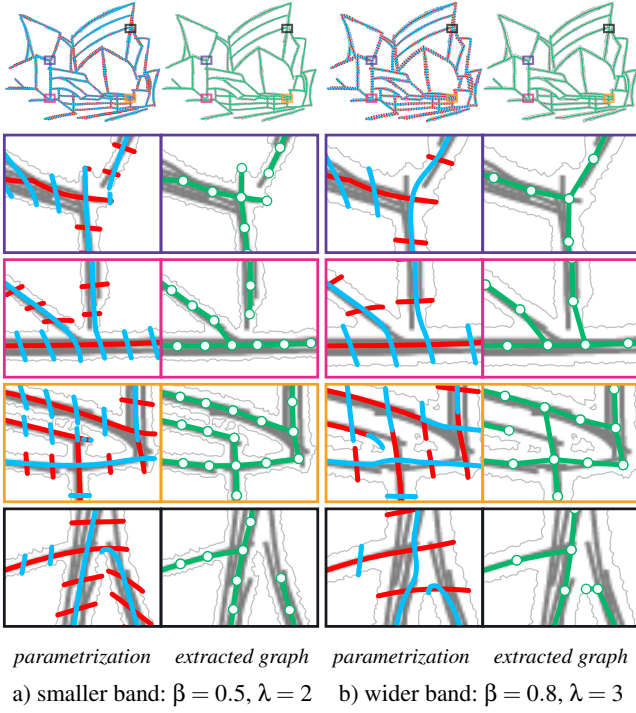 parametrization extracted graph parametrization extracted graph
a) smaller band: β = 0.5, λ = 2 b) wider band: β = 0.8, λ = 3